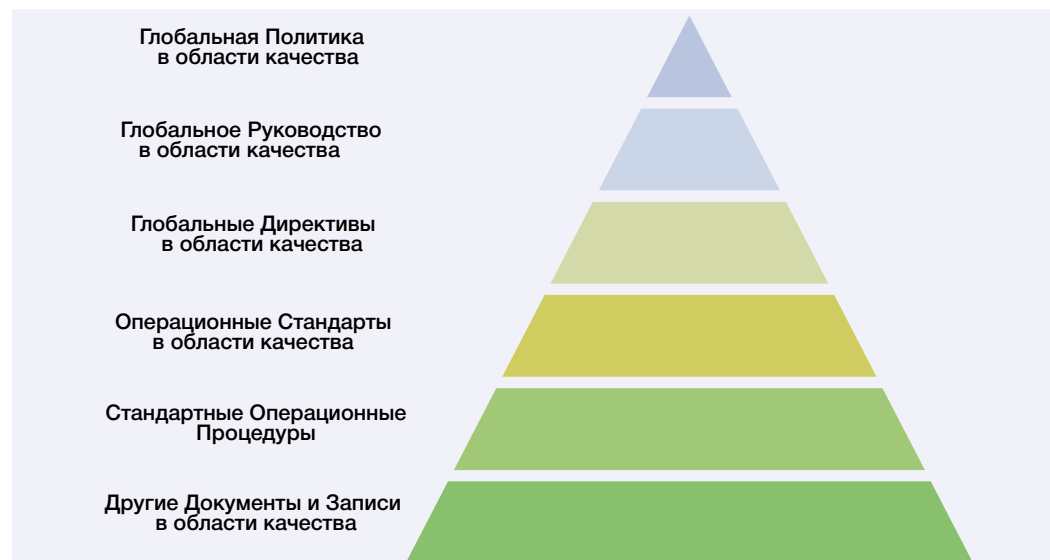 Глобальная Политика
в области качества
Глобальное Руководство
в области качества
Глобальные Директивы
в области качества
Операционные Стандарты
в области качества
Стандартные Операционные
Процедуры
Другие Документы и Записи
в области качества